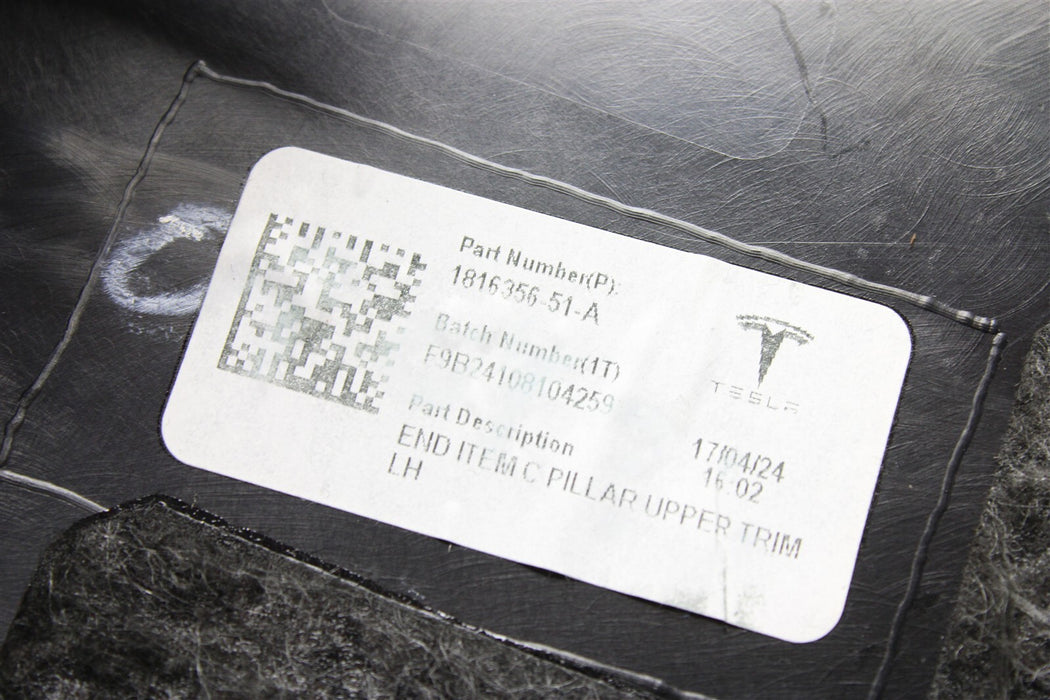 Part Number(P):
1816356-51-A
Batch Number(1T)
F9B24108104259
Part Description
END ITEM C PILLAR UPPER TRIM
LH
TESLA
17/04/24
16:02